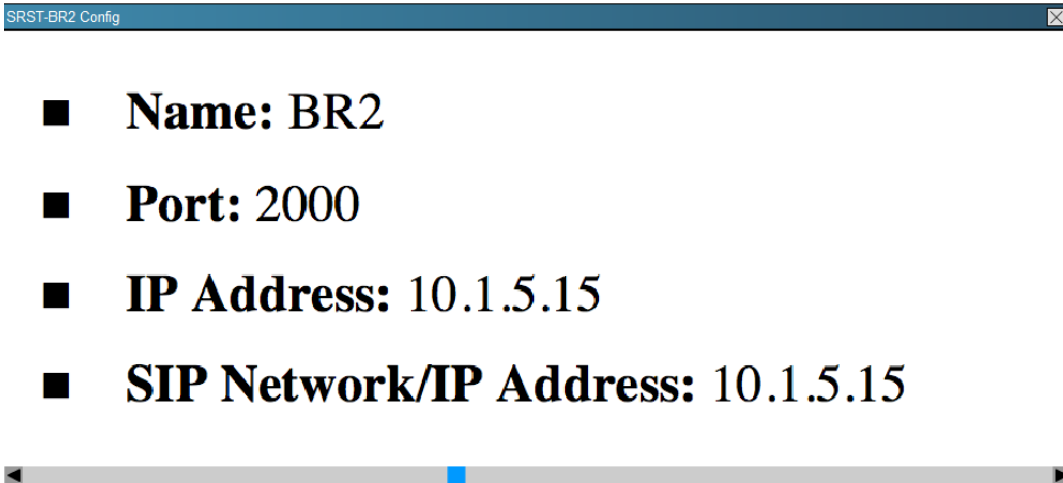 SRST-BR2 Config
Name: BR2
Port: 2000
IP Address: 10.1.5.15
SIP Network/IP Address: 10.1.5.15